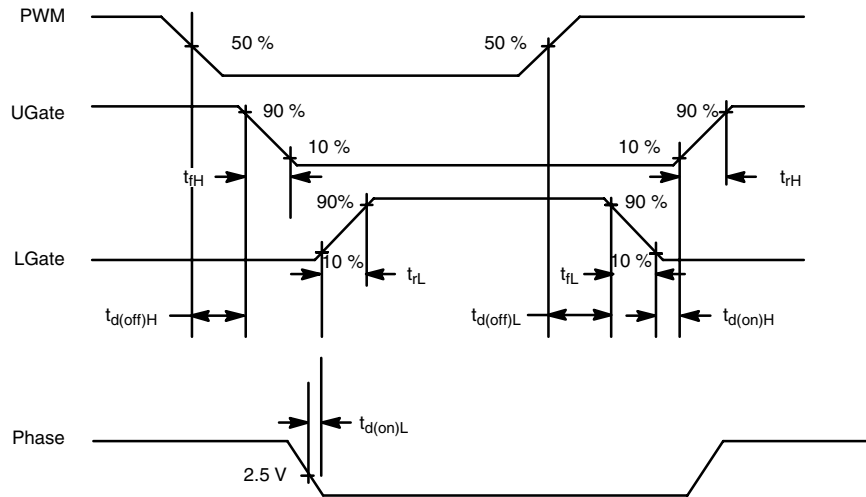 PWM
50 %
50 %
UGate
90 %
90 %
10 %
10 %
tfH
trH
90%
90 %
LGate
10 %
trL
tfL
10%
td(off)H
td(off)L
td(on)H
Phase
td(on)L
2.5 V